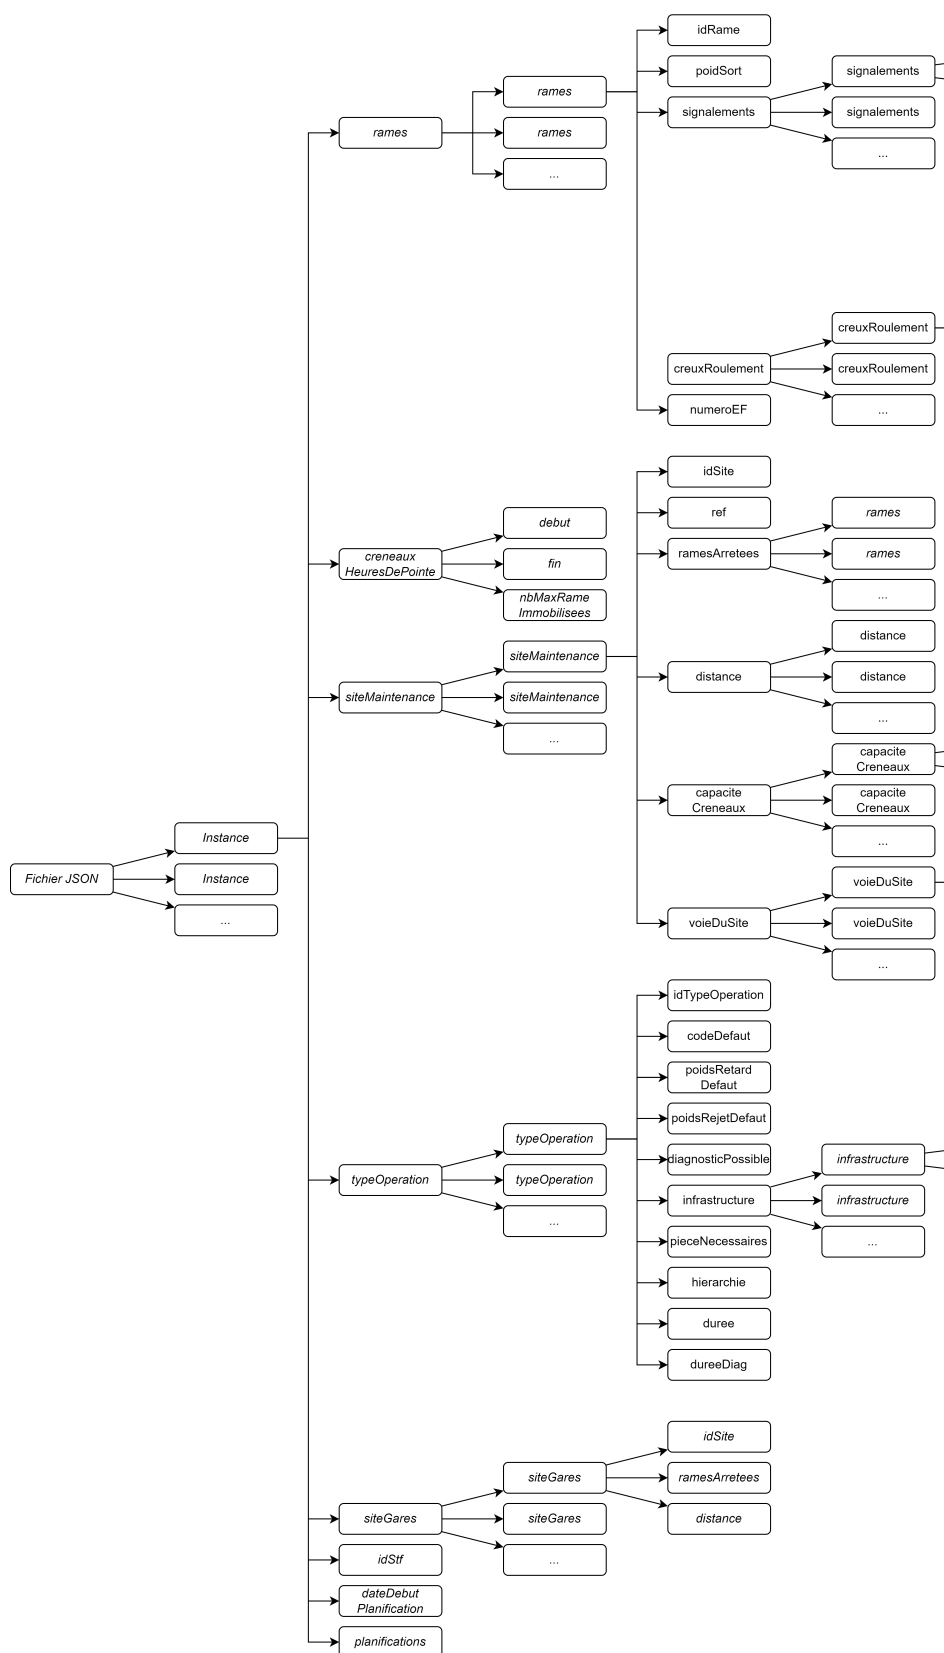 idRame
poidSort
signalements
signalements
rames
signalements
signalements
rames
rames
...
...
creuxRoulement
creuxRoulement
creuxRoulement
...
numeroEF
idSite
ref
rames
debut
creneaux
HeuresDePointe
fin
ramesArretees
rames
nbMaxRame
Immobilisees
...
distance
siteMaintenance
distance
distance
siteMaintenance
siteMaintenance
...
...
capacite
Creneaux
capacite
Creneaux
capacite
Creneaux
Instance
...
Fichier JSON
Instance
voieDuSite
...
voieDuSite
voieDuSite
...
idTypeOperation
codeDefaut
poidsRetard
Defaut
poidsRejetDefaut
typeOperation
diagnosticPossible
infrastructure
typeOperation
typeOperation
infrastructure
infrastructure
...
pieceNecessaires
...
hierarchie
duree
dureeDiag
idSite
siteGares
ramesArretees
siteGares
siteGares
distance
idStf
...
dateDebut
Planification
planifications